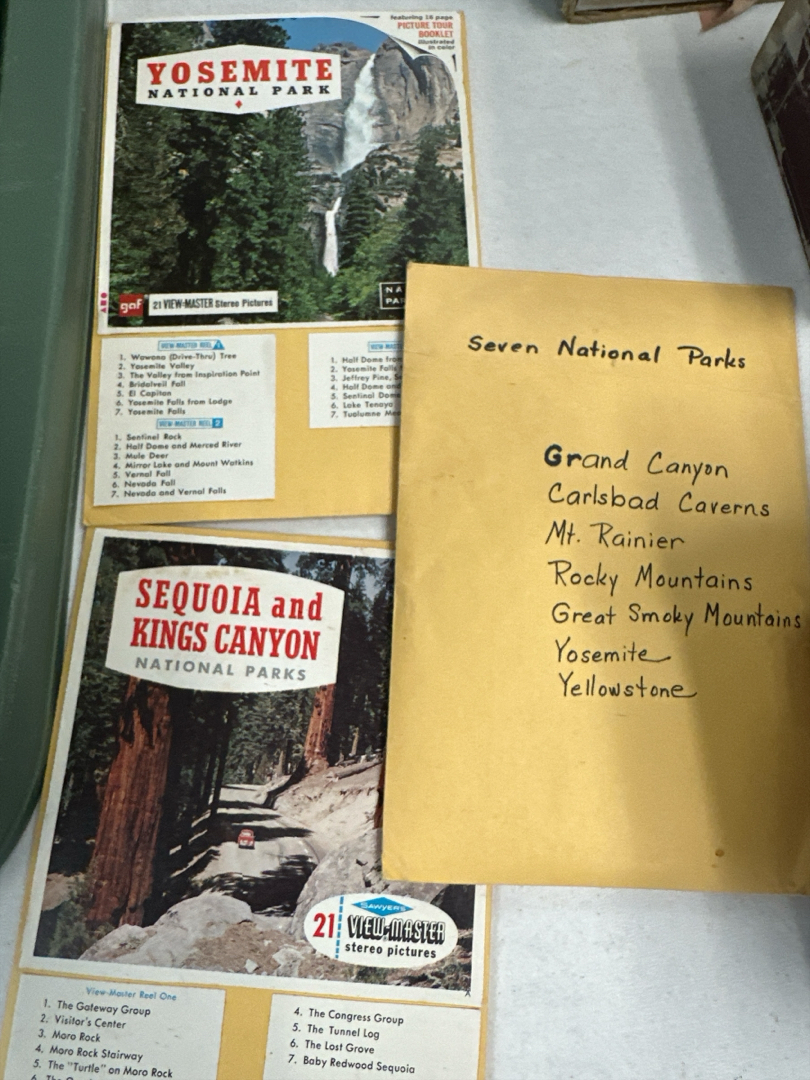 featuring 16 page
PICTURE TOUR
BOOKLET
illustrated
in color
YOSEMITE
NATIONAL PARK
gaf
21 VIEW-MASTER Stereo Pictures
NA
PA
VIEW-MASTER REEL 1
1. Wawona (Drive-Thru) Tree
2. Yosemite Valley
3. The Valley from Inspiration Point
4. Bridalveil Fall
5. El Capitan
6. Yosemite Falls from Lodge
7. Yosemite Falls
VIEW-MASTER REEL 2
1. Sentinel Rock
2. Half Dome and Merced River
3. Mule Deer
4. Mirror Lake and Mount Watkins
5. Vernal Fall
6. Nevada Fall
7. Nevada and Vernal Falls
1. Half Dome from
2. Yosemite Falls
3. Jeffrey Pine,
4. Half Dome and
5. Sentinel Dome
6. Lake Tenaya
7. Tuolumne
Seven National Parks
Grand Canyon
Carlsbad Caverns
Mt. Rainier
Rocky Mountains
Great Smoky Mountains
Yosemite
Yellowstone
SEQUOIA and
KINGS CANYON
NATIONAL PARKS
SAWYER'S
21 VIEW-MASTER
stereo pictures
View-Master Reel One
1. The Gateway Group
2. Visitor's Center
3. Moro Rock
4. Moro Rock Stairway
5. The "Turtle" on Moro Rock
6. The
4. The Congress Group
5. The Tunnel Log
6. The Lost Grove
7. Baby Redwood Sequoia